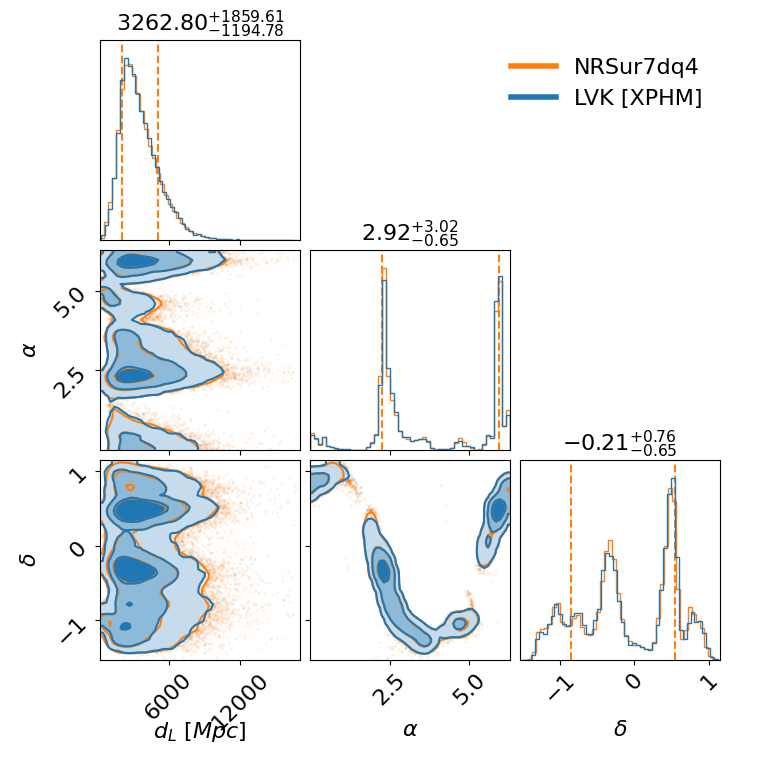 3262.80+1859.61−1194.78
NRSur7dq4
LVK [XPHM]
2.92+3.02−0.65
5.0
α
2.5
−0.21+0.76−0.65
1
δ
0
−1
6000
12000
2.5
5.0
−1
0
1
d_L [Mpc]
α
δ